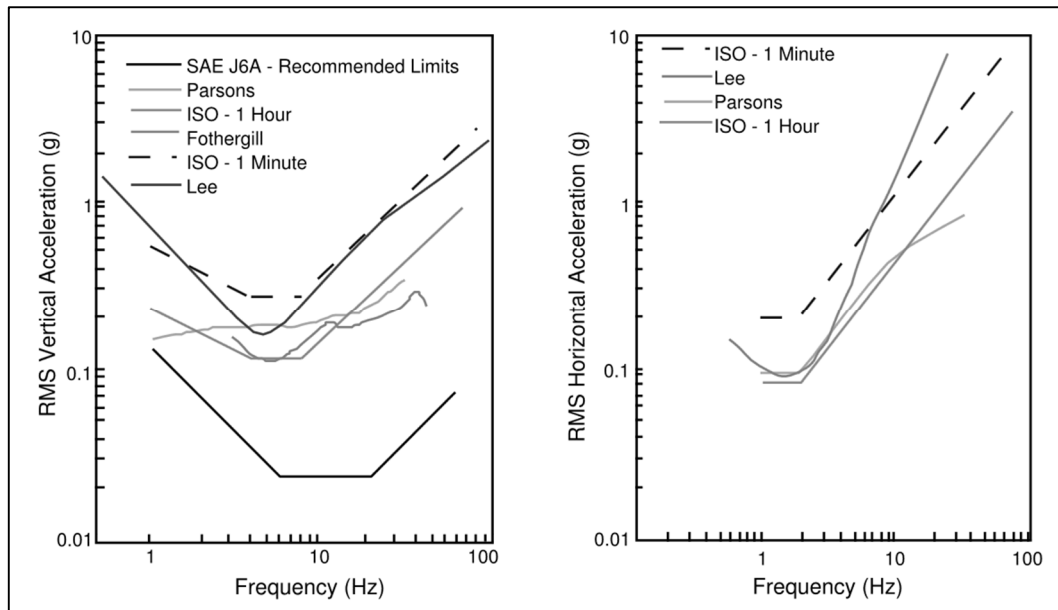 10
1
0.1
0.01
RMS Vertical Acceleration (g)
SAE J6A - Recommended Limits
Parsons
ISO - 1 Hour
Fothergill
ISO - 1 Minute
Lee
1
10
100
Frequency (Hz)
10
1
0.1
0.01
RMS Horizontal Acceleration (g)
ISO - 1 Minute
Lee
Parsons
ISO - 1 Hour
1
10
100
Frequency (Hz)